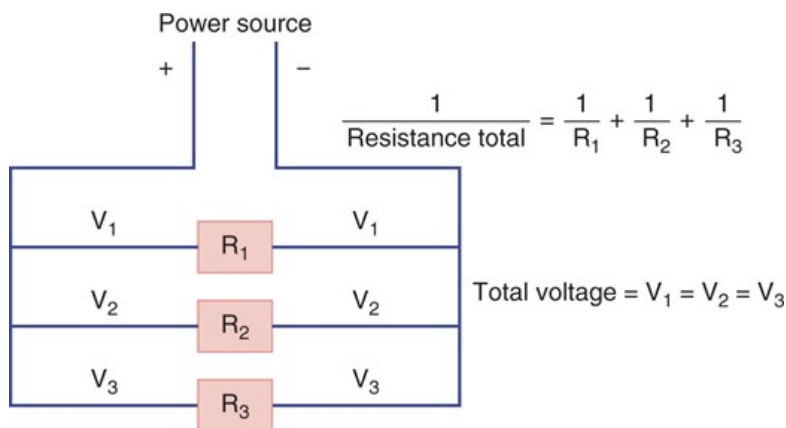 Power source
+ −
1/Resistance total = 1/R₁ + 1/R₂ + 1/R₃
V₁ R₁ V₁
V₂ R₂ V₂
Total voltage = V₁ = V₂ = V₃
V₃ R₃ V₃